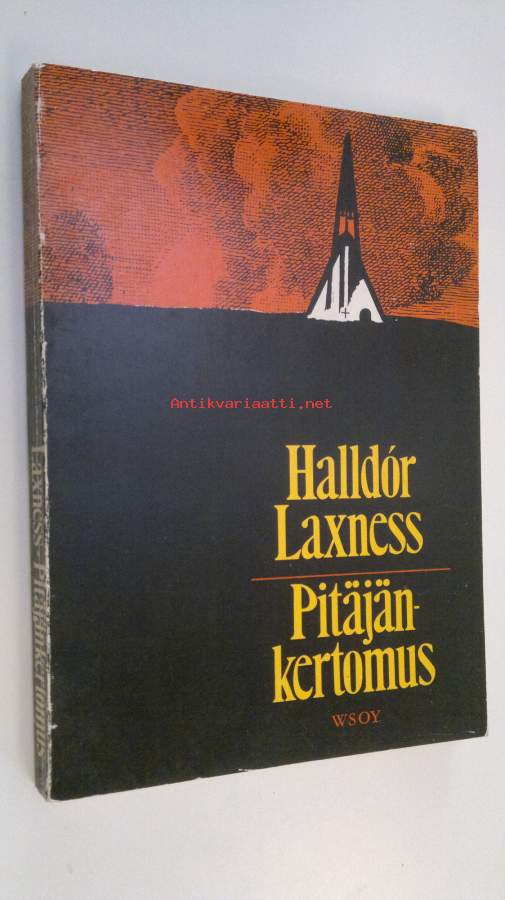 Antikvariaatti.net
Halldór
Laxness
Pitäjän-
kertomus
WSOY
Laxness-Pitäjänkertomus